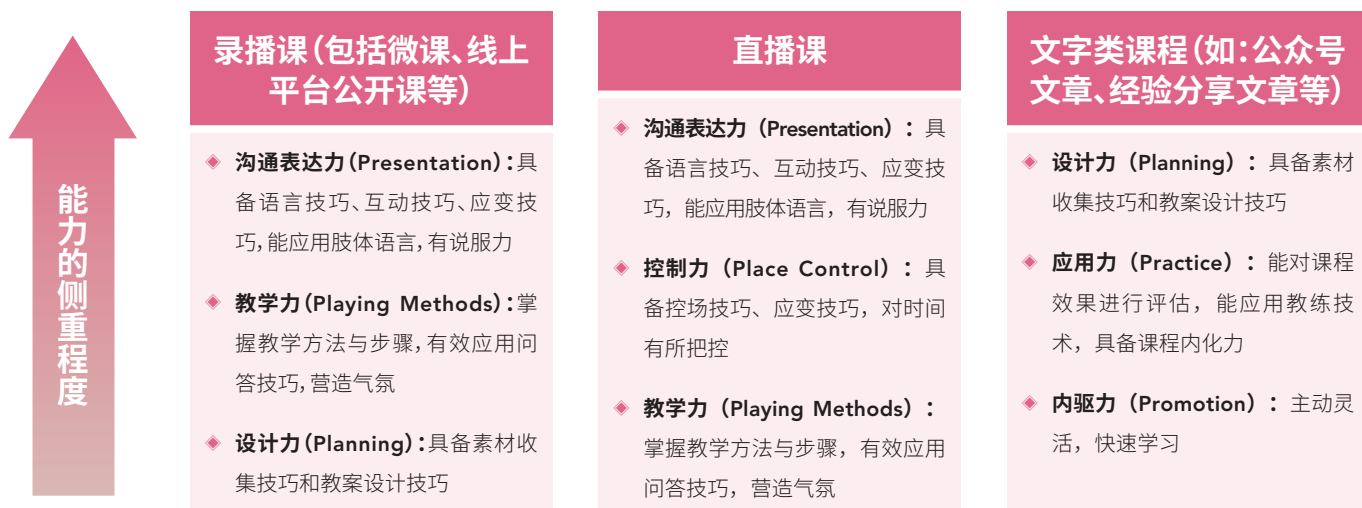 能力的侧重程度
录播课(包括微课、线上
平台公开课等)
沟通表达力(Presentation):具
备语言技巧、互动技巧、应变技
巧,能应用肢体语言,有说服力
教学力(Playing Methods):掌
握教学方法与步骤,有效应用问
答技巧,营造气氛
设计力(Planning):具备素材收
集技巧和教案设计技巧
直播课
沟通表达力(Presentation):具
备语言技巧、互动技巧、应变技
巧,能应用肢体语言,有说服力
控制力(Place Control):具
备控场技巧、应变技巧,对时间
有所把控
教学力(Playing Methods):
掌握教学方法与步骤,有效应用
问答技巧,营造气氛
文字类课程(如:公众号
文章、经验分享文章等)
设计力(Planning):具备素材
收集技巧和教案设计技巧
应用力(Practice):能对课程
效果进行评估,能应用教练技
术,具备课程内化力
内驱力(Promotion):主动灵
活,快速学习